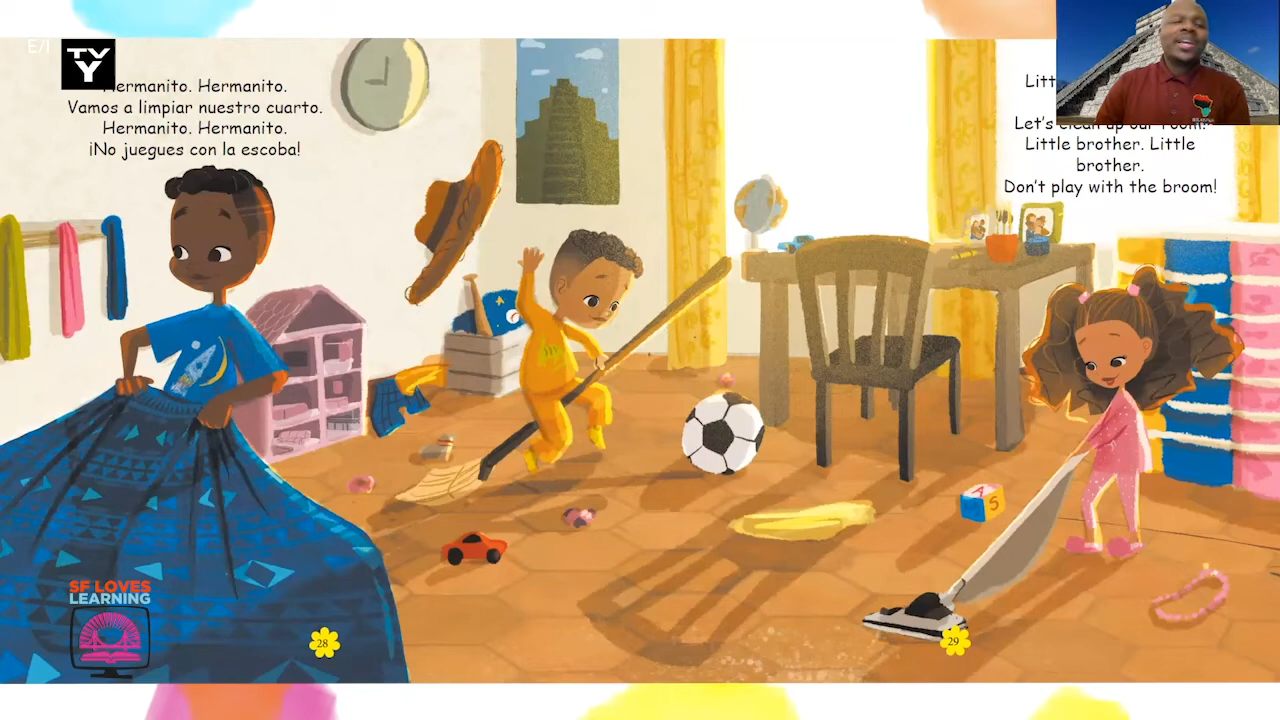 E/I
TV
Y
Hermanito. Hermanito.
Vamos a limpiar nuestro cuarto.
Hermanito. Hermanito.
¡No juegues con la escoba!
Let's clean up our room!
Little brother. Little
brother.
Don't play with the broom!
A
S
SF LOVES
LEARNING
28
29